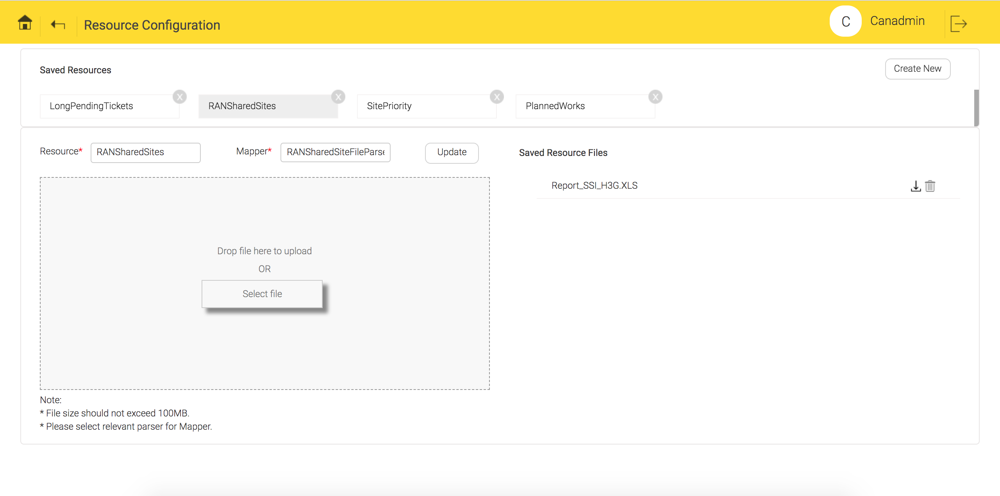 Resource Configuration
C
Canadmin
Saved Resources
Create New
LongPendingTickets
X
RANSharedSites
X
SitePriority
X
PlannedWorks
X
Resource*
RANSharedSites
Mapper*
RANSharedSiteFileParse
Update
Saved Resource Files
Report_SSI_H3G.XLS
Drop file here to upload
OR
Select file
Note:
* File size should not exceed 100MB.
* Please select relevant parser for Mapper.